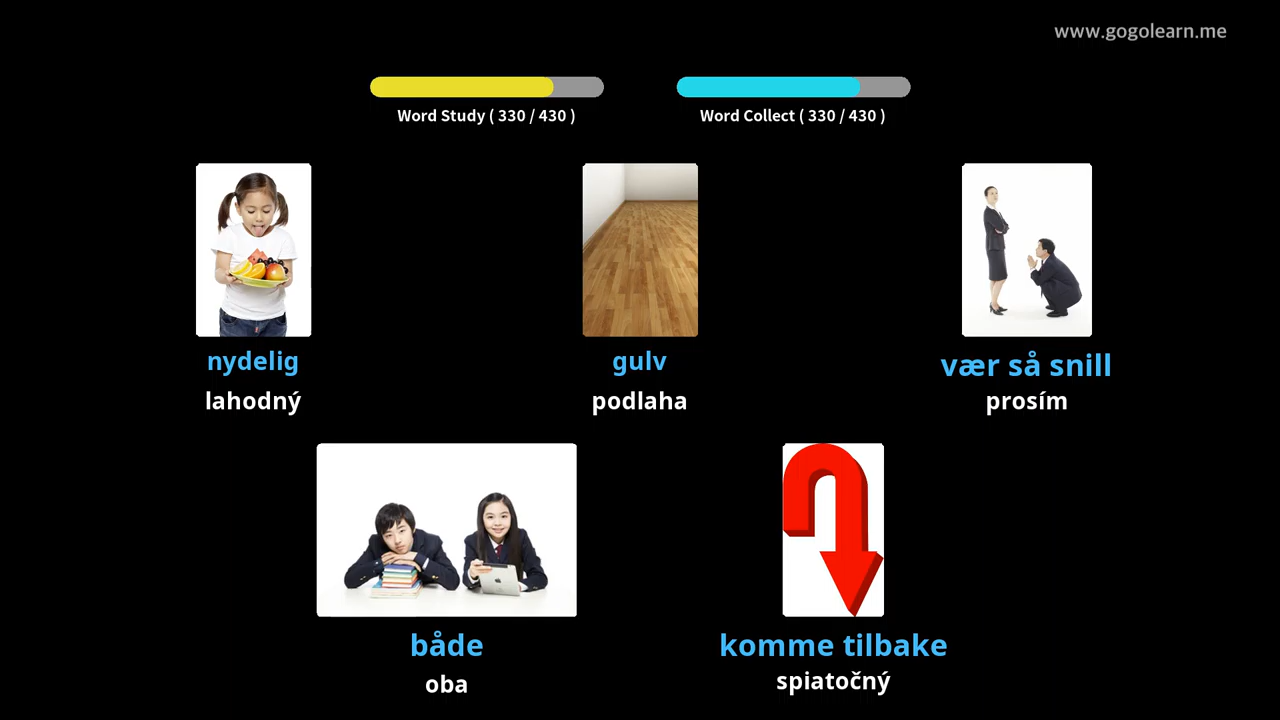 www.gogolearn.me
Word Study ( 330 / 430 )
Word Collect ( 330 / 430 )
nydelig
lahodný
gulv
podlaha
vær så snill
prosím
både
oba
komme tilbake
spiatočný